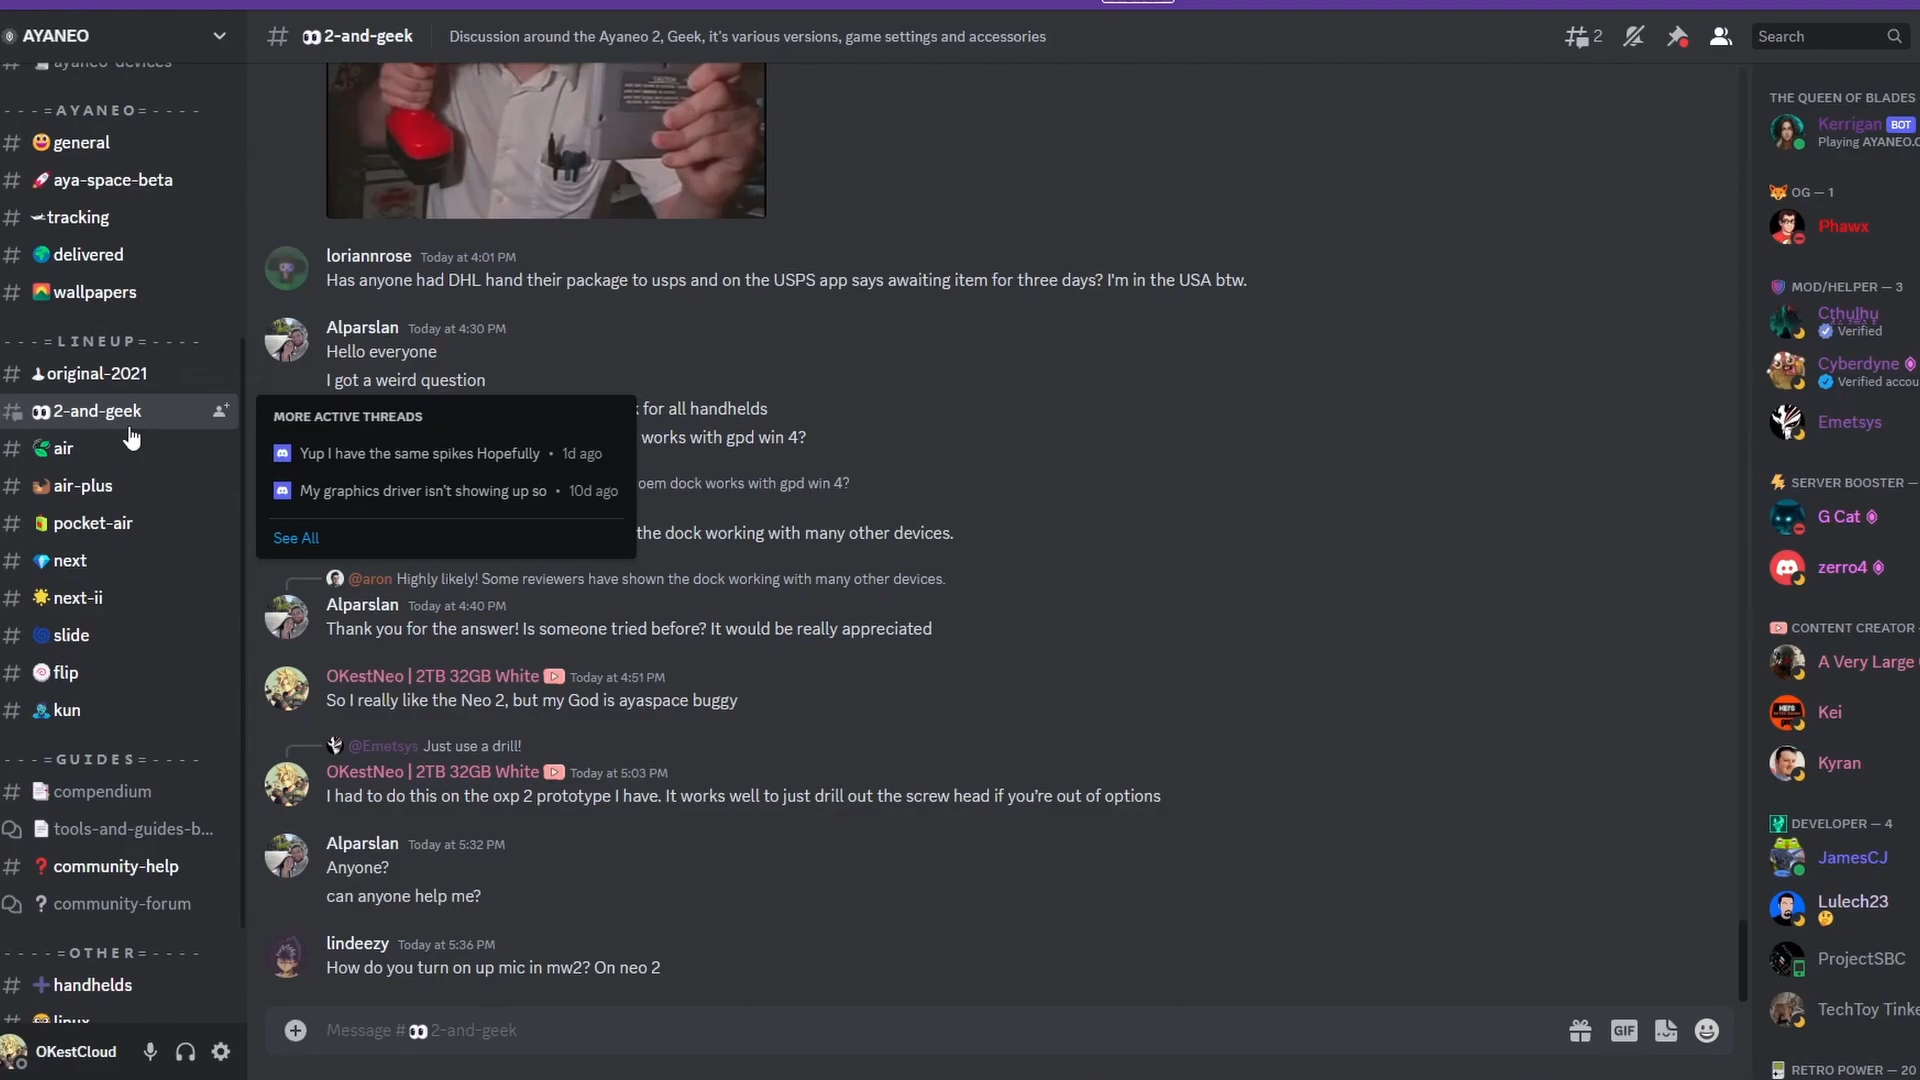 AYANEO
ayaneo-devices
----=AYANEO=----
general
aya-space-beta
tracking
delivered
wallpapers
----=LINEUP=----
original-2021
2-and-geek
air
air-plus
pocket-air
next
next-ii
slide
flip
kun
----=GUIDES=----
compendium
tools-and-guides-b...
community-help
community-forum
----=OTHER=----
handhelds
linux
OKestCloud
2-and-geek
Discussion around the Ayaneo 2, Geek, it's various versions, game settings and accessories
2
Search
loriannrose Today at 4:01 PM
Has anyone had DHL hand their package to usps and on the USPS app says awaiting item for three days? I'm in the USA btw.
Alparslan Today at 4:30 PM
Hello everyone
I got a weird question
for all handhelds
works with gpd win 4?
MORE ACTIVE THREADS
Yup I have the same spikes Hopefully • 1d ago
My graphics driver isn't showing up so • 10d ago
See All
oem dock works with gpd win 4?
the dock working with many other devices.
@aron Highly likely! Some reviewers have shown the dock working with many other devices.
Alparslan Today at 4:40 PM
Thank you for the answer! Is someone tried before? It would be really appreciated
OKestNeo | 2TB 32GB White Today at 4:51 PM
So I really like the Neo 2, but my God is ayaspace buggy
@Emetsys Just use a drill!
OKestNeo | 2TB 32GB White Today at 5:03 PM
I had to do this on the oxp 2 prototype I have. It works well to just drill out the screw head if you're out of options
Alparslan Today at 5:32 PM
Anyone?
can anyone help me?
lindeezy Today at 5:36 PM
How do you turn on up mic in mw2? On neo 2
Message # 2-and-geek
GIF
THE QUEEN OF BLADES
Kerrigan BOT
Playing AYANEO.C
OG — 1
Phawx
MOD/HELPER — 3
Cthulhu
Verified
Cyberdyne
Verified accou
Emetsys
SERVER BOOSTER —
G Cat
zerro4
CONTENT CREATOR -
A Very Large
Kei
Kyran
DEVELOPER — 4
JamesCJ
Lulech23
ProjectSBC
TechToy Tinke
RETRO POWER — 20